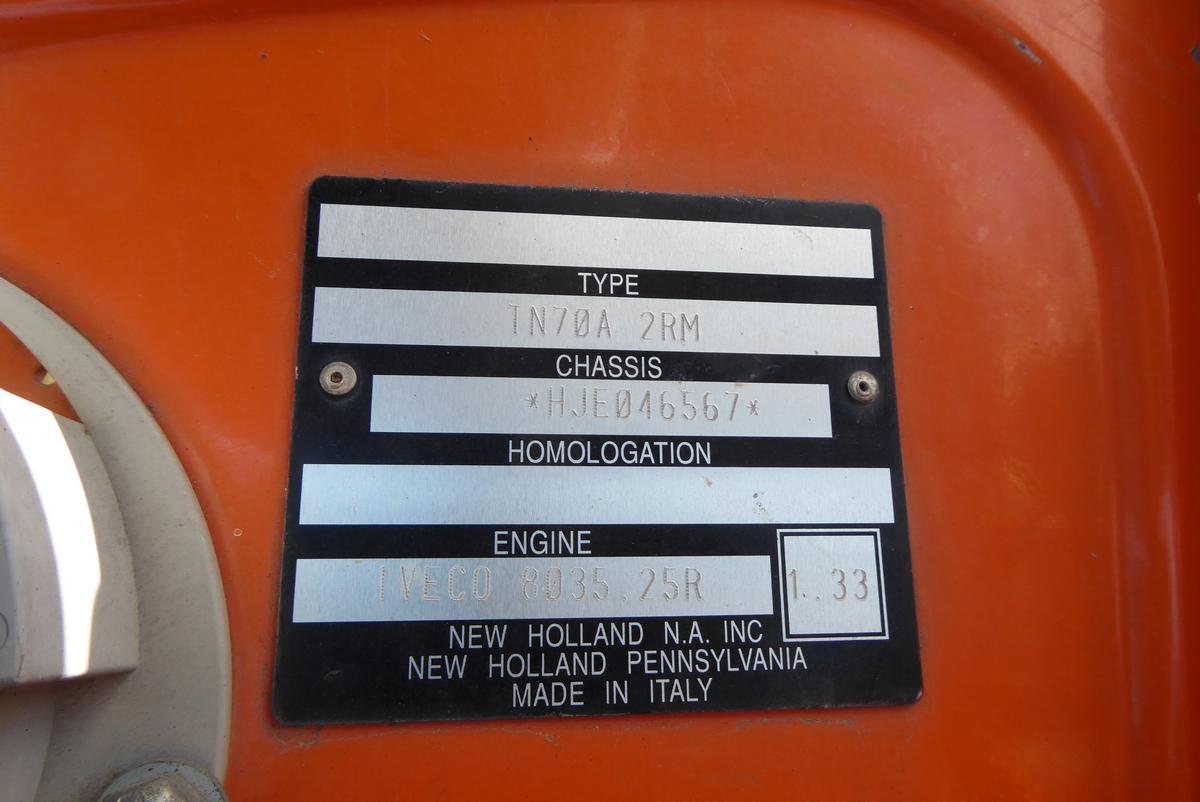 TYPE
TN70A 2RM
CHASSIS
*HJE046567*
HOMOLOGATION
ENGINE
IVECO 8035.25R
1..33
NEW HOLLAND N.A. INC
NEW HOLLAND PENNSYLVANIA
MADE IN ITALY